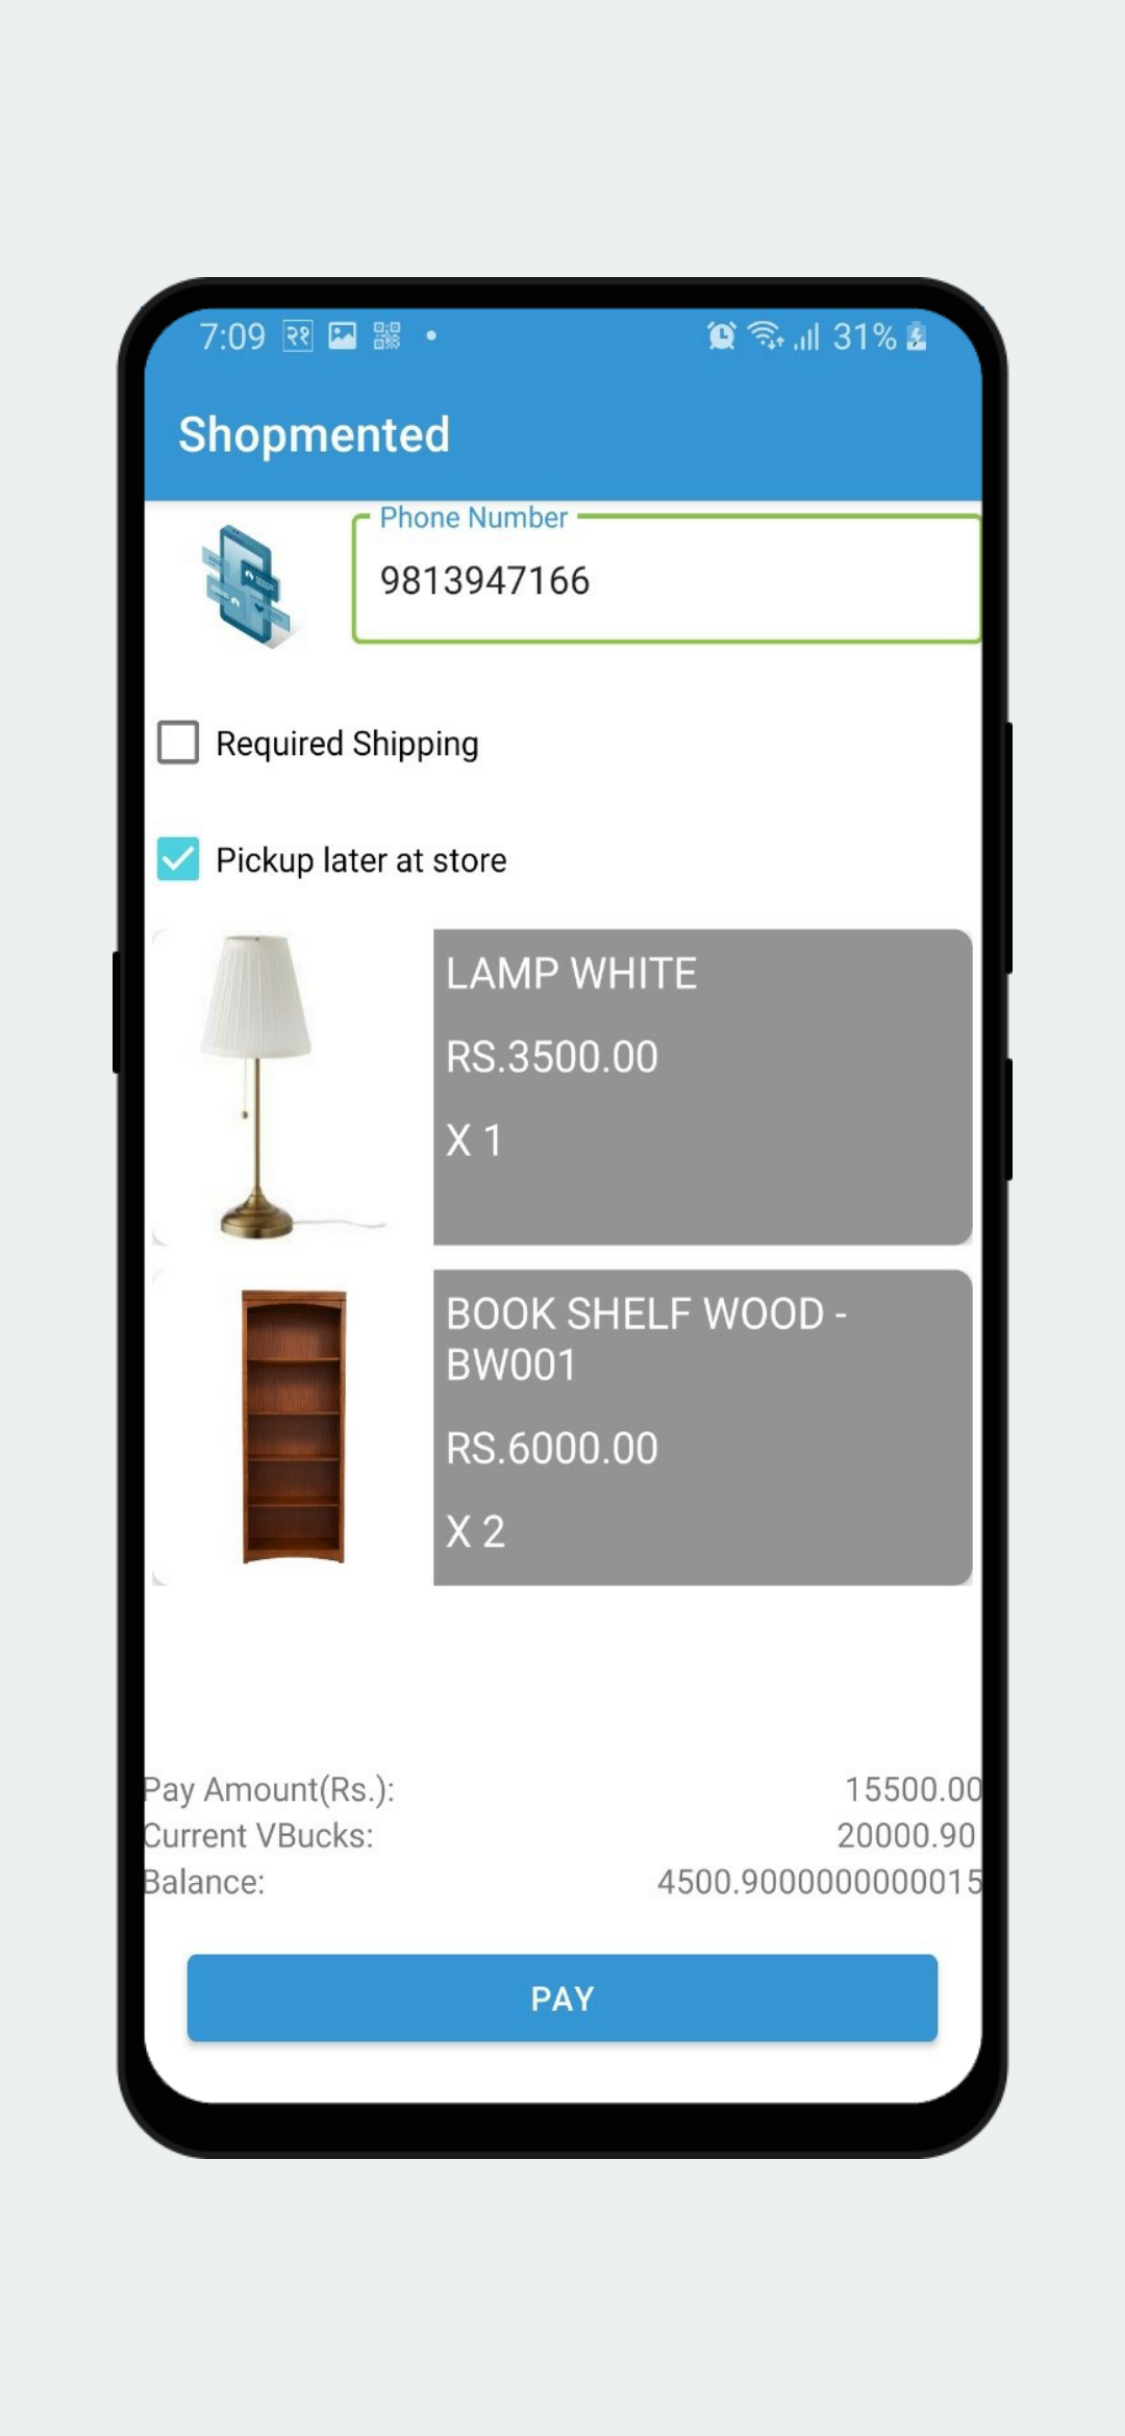 7:09 २१ 31%
Shopmented
Phone Number
9813947166
Required Shipping
Pickup later at store
LAMP WHITE
RS.3500.00
X 1
BOOK SHELF WOOD -
BW001
RS.6000.00
X 2
Pay Amount(Rs.): 15500.00
Current VBucks: 20000.90
Balance: 4500.9000000000015
PAY